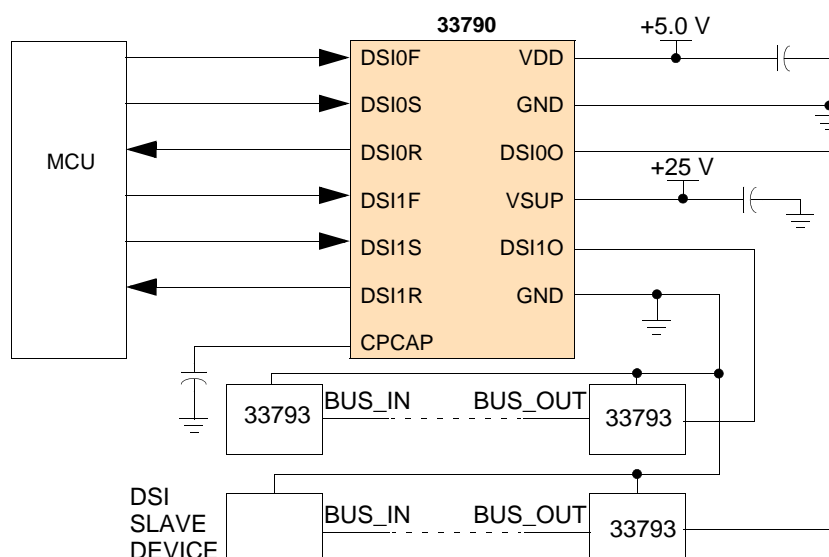 33790
+5.0 V
MCU
DSI0F
DSI0S
DSI0R
DSI1F
DSI1S
DSI1R
CPCAP
VDD
GND
DSI0O
VSUP
DSI1O
GND
+25 V
33793
BUS_IN
BUS_OUT
33793
DSI
SLAVE
DEVICE
BUS_IN
BUS_OUT
33793